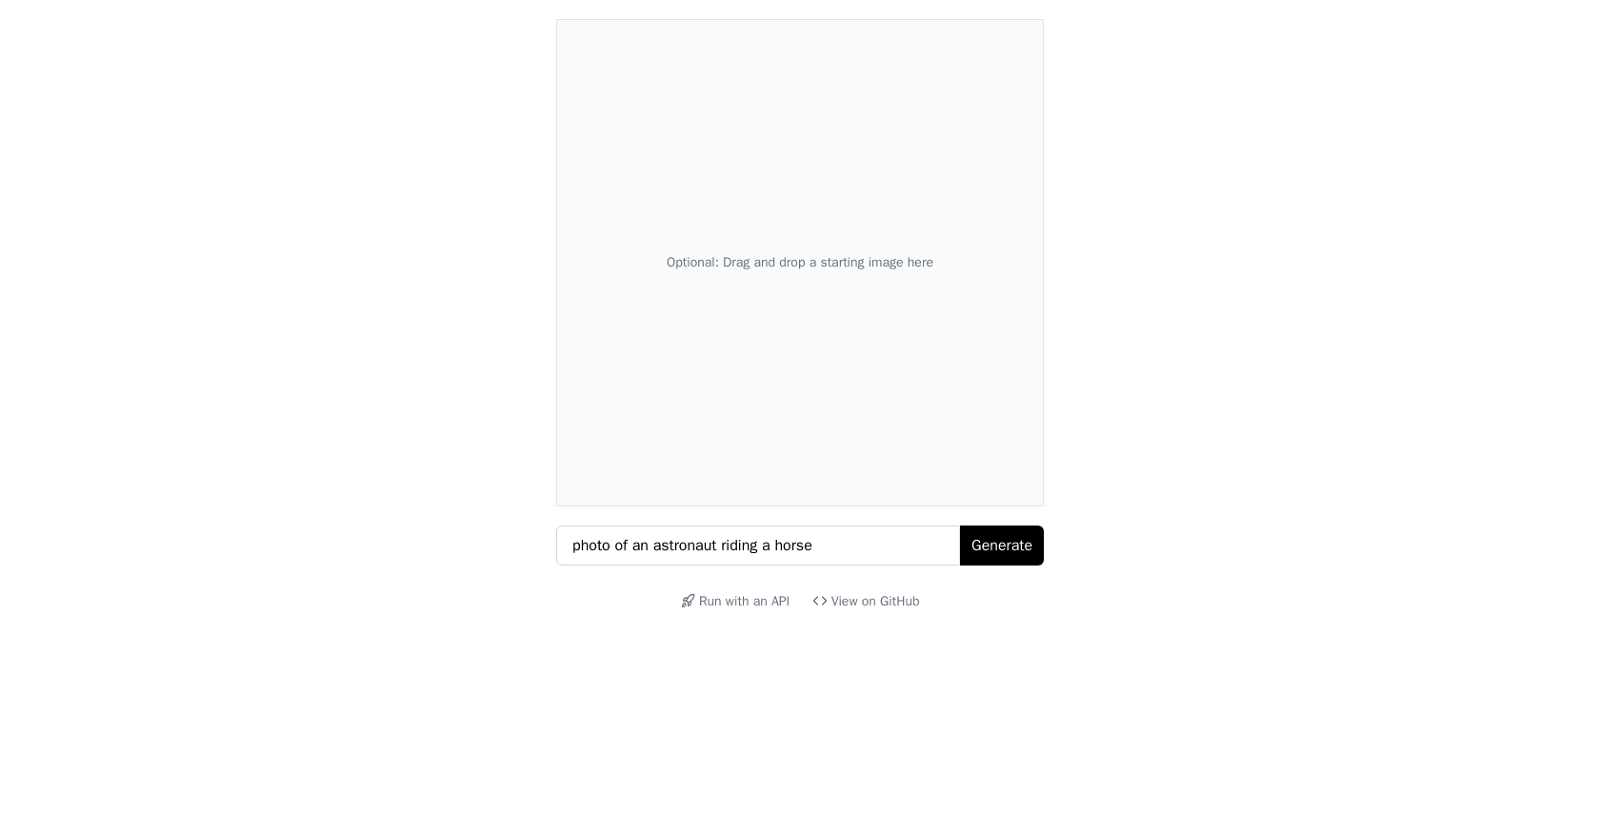 Optional: Drag and drop a starting image here
photo of an astronaut riding a horse
Generate
Run with an API
View on GitHub